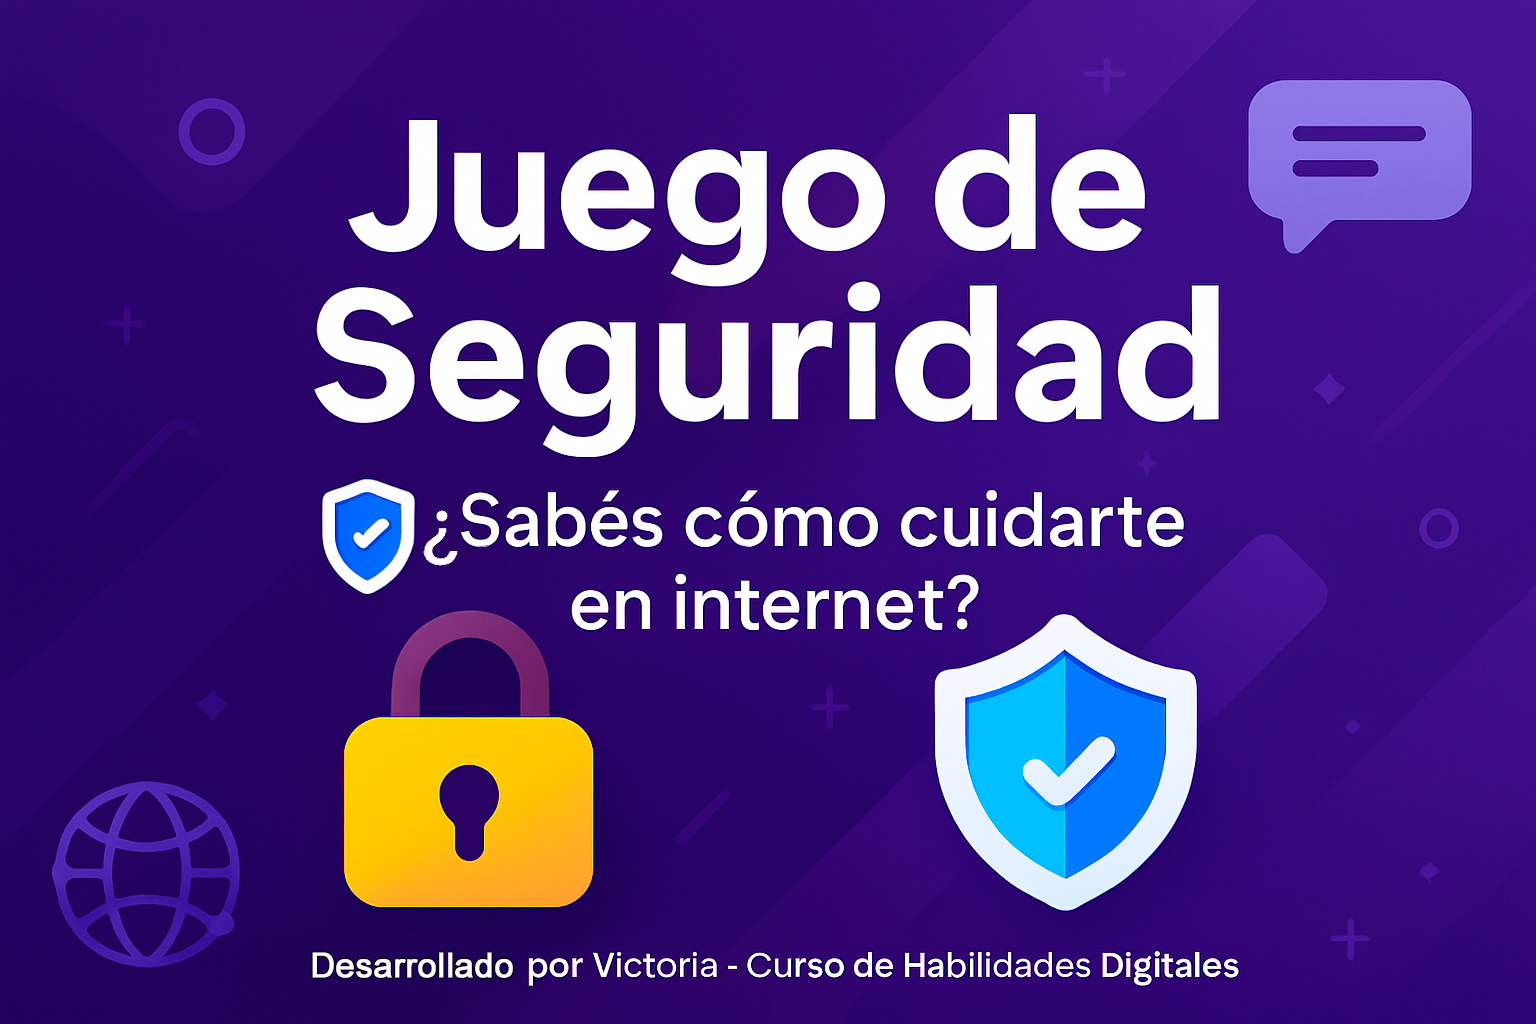 Juego de
Seguridad
¿Sabés cómo cuidarte
en internet?
Desarrollado por Victoria - Curso de Habilidades Digitales